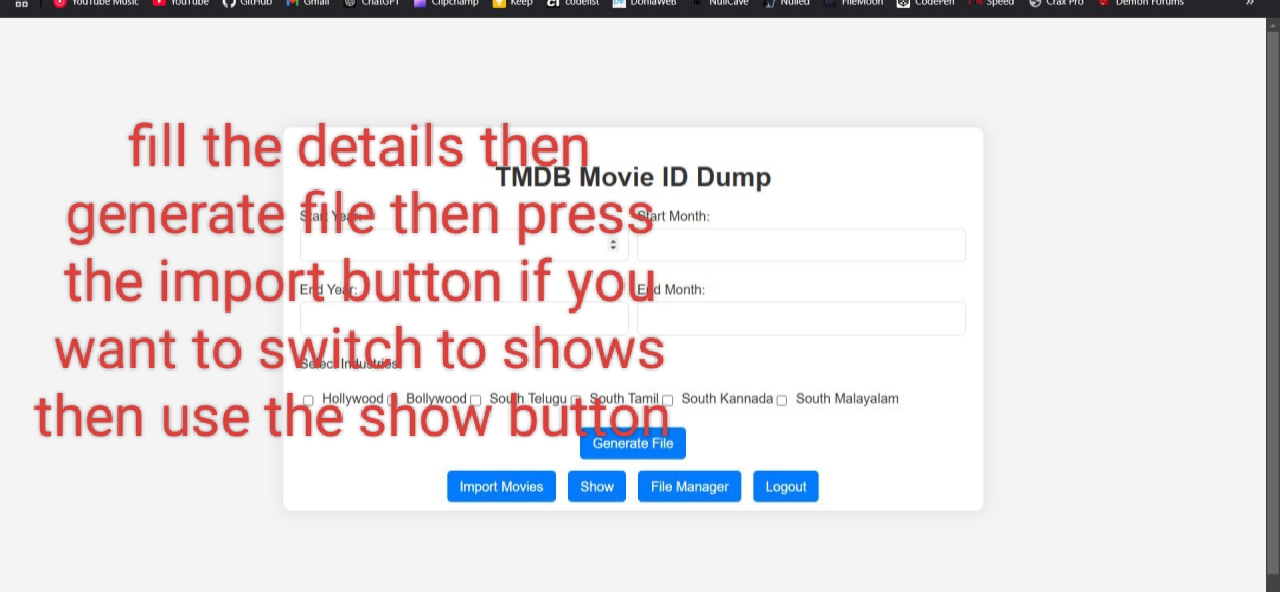 YouTube Music YouTube GitHub Gmail ChatGPT Clipchamp Keep codelist DoniaWeb NullCave Nulled FileMoon CodePen Speed Crax Pro Demon Forums »
fill the details then
generate file then press
the import button if you
want to switch to shows
then use the show button
TMDB Movie ID Dump
Start Year: Start Month:
End Year: End Month:
Select Industries:
Hollywood Bollywood South Telugu South Tamil South Kannada South Malayalam
Generate File
Import Movies Show File Manager Logout